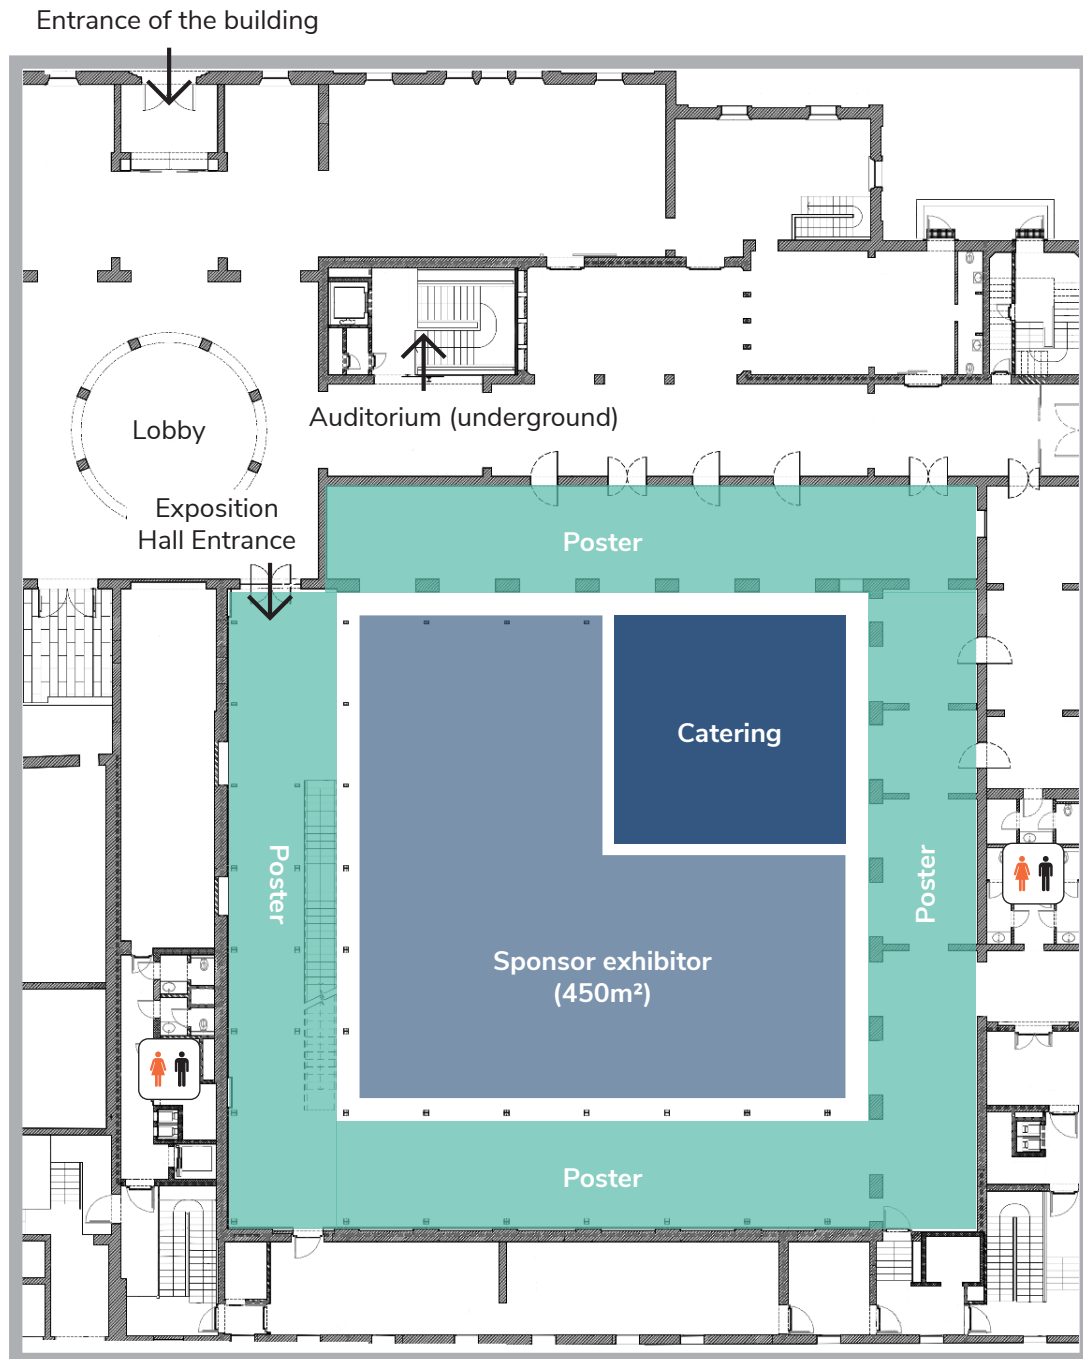 Entrance of the building
Auditorium (underground)
Lobby
Exposition
Hall Entrance
Poster
Catering
Poster
Poster
Sponsor exhibitor
(450m²)
Poster